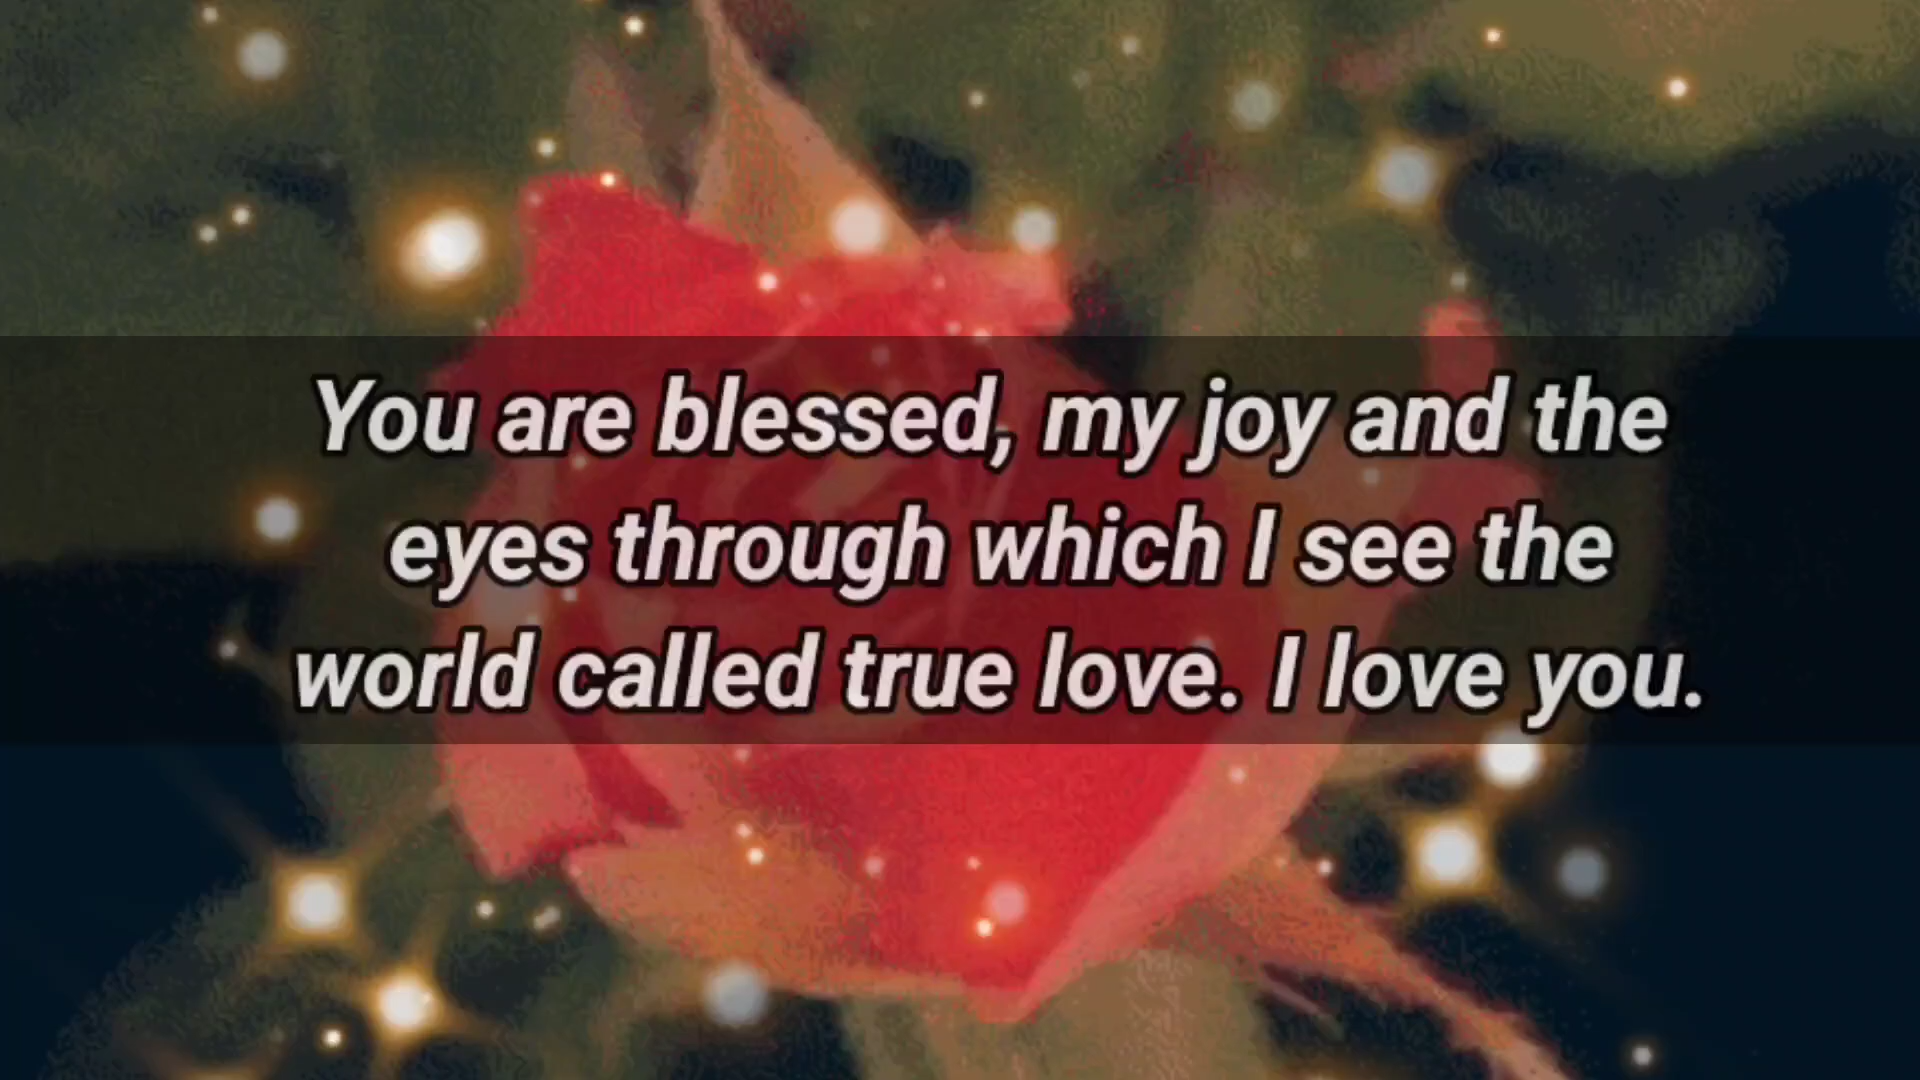 You are blessed, my joy and the
eyes through which I see the
world called true love. I love you.